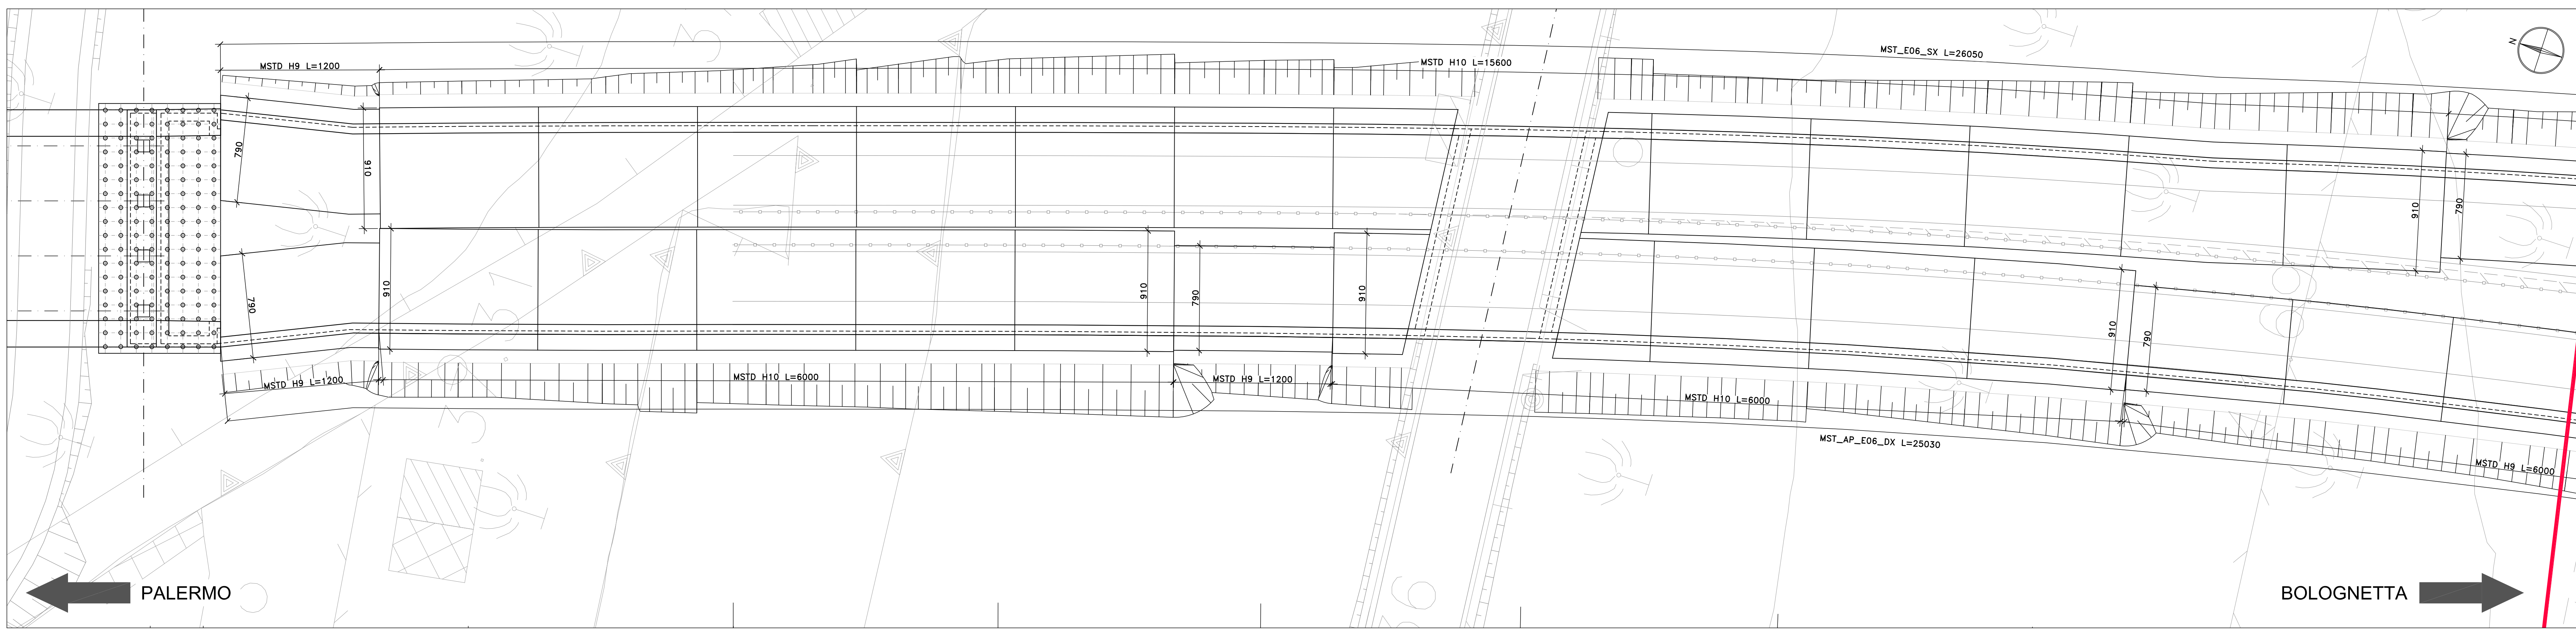 MST_E06_SX L=26050
N
MSTD H9 L=1200
MSTD H10 L=15600
790
910
910
790
790
910
910
790
910
910
790
MSTD H9 L=1200
MSTD H10 L=6000
MSTD H9 L=1200
MSTD H10 L=6000
MST_AP_E06_DX L=25030
MSTD H9 L=6000
PALERMO
BOLOGNETTA